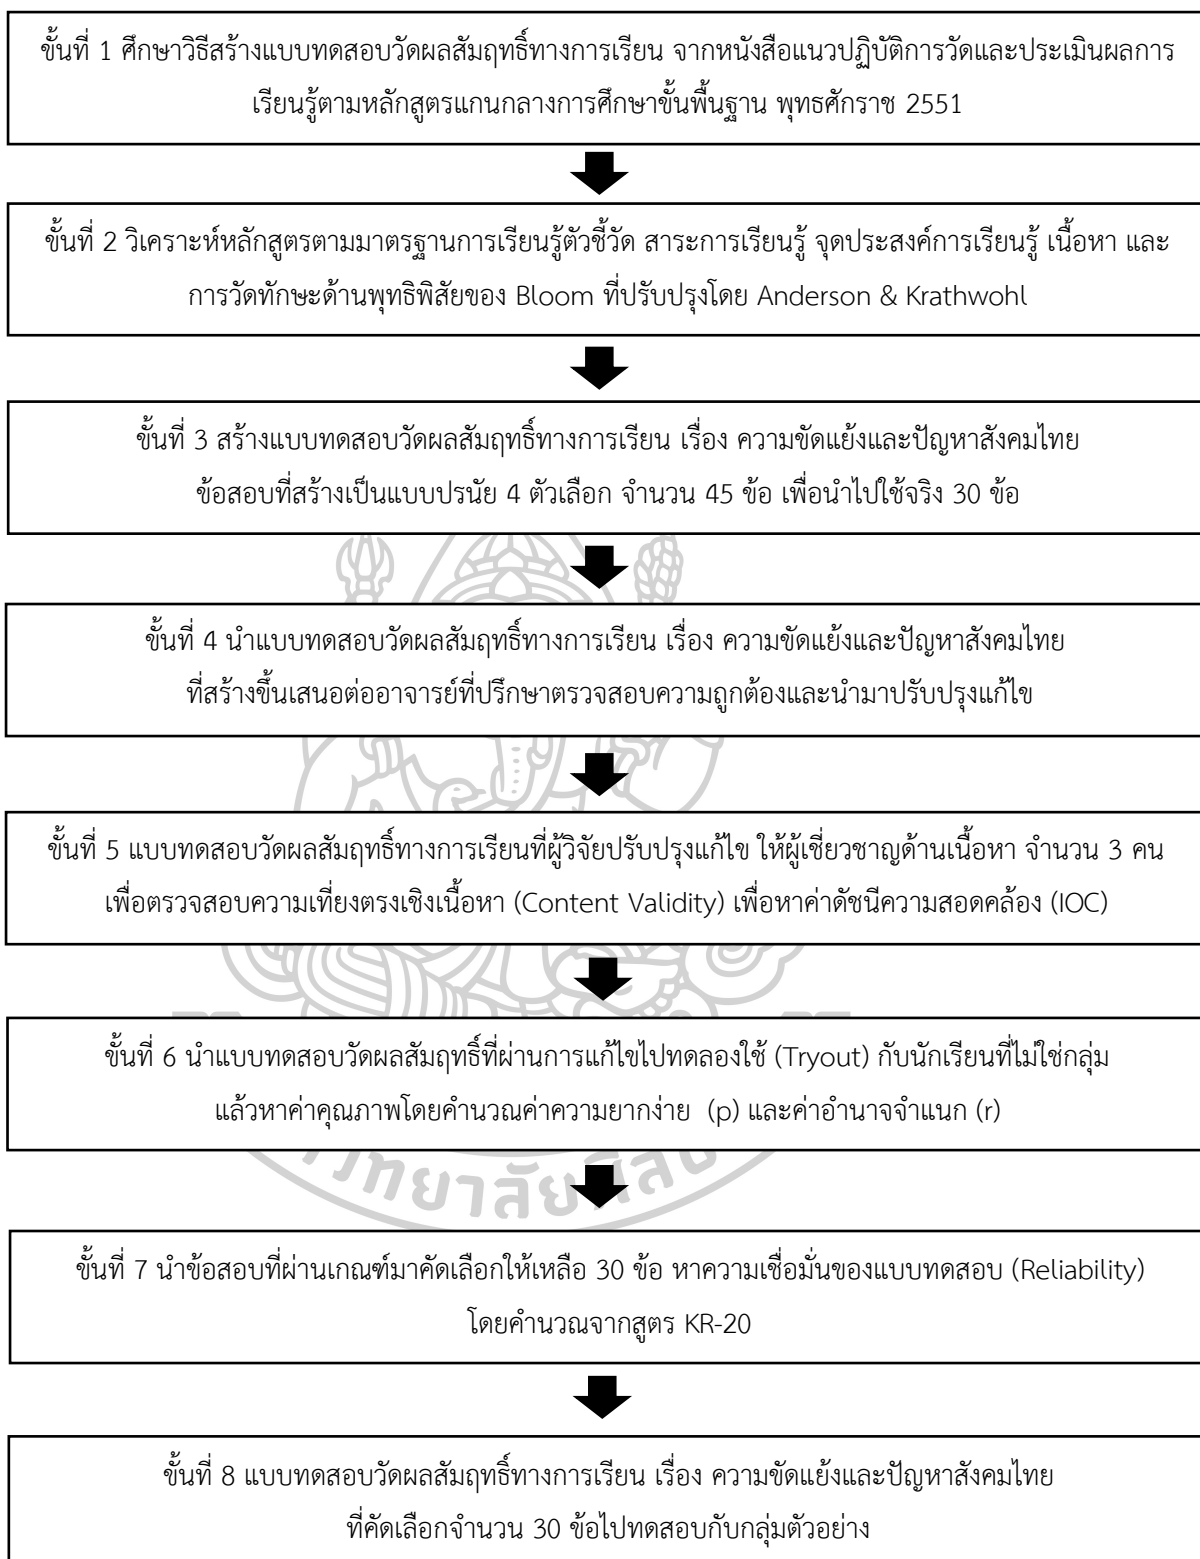 ขั้นที่ 1 ศึกษาวิธีสร้างแบบทดสอบวัดผลสัมฤทธิ์ทางการเรียน จากหนังสือแนวปฏิบัติการวัดและประเมินผลการ
เรียนรู้ตามหลักสูตรแกนกลางการศึกษาขั้นพื้นฐาน พุทธศักราช 2551
ขั้นที่ 2 วิเคราะห์หลักสูตรตามมาตรฐานการเรียนรู้ตัวชี้วัด สาระการเรียนรู้ จุดประสงค์การเรียนรู้ เนื้อหา และ
การวัดทักษะด้านพุทธิพิสัยของ Bloom ที่ปรับปรุงโดย Anderson & Krathwohl
ขั้นที่ 3 สร้างแบบทดสอบวัดผลสัมฤทธิ์ทางการเรียน เรื่อง ความขัดแย้งและปัญหาสังคมไทย
ข้อสอบที่สร้างเป็นแบบปรนัย 4 ตัวเลือก จำนวน 45 ข้อ เพื่อนำไปใช้จริง 30 ข้อ
ขั้นที่ 4 นำแบบทดสอบวัดผลสัมฤทธิ์ทางการเรียน เรื่อง ความขัดแย้งและปัญหาสังคมไทย
ที่สร้างขึ้นเสนอต่ออาจารย์ที่ปรึกษาตรวจสอบความถูกต้องและนำมาปรับปรุงแก้ไข
ขั้นที่ 5 แบบทดสอบวัดผลสัมฤทธิ์ทางการเรียนที่ผู้วิจัยปรับปรุงแก้ไข ให้ผู้เชี่ยวชาญด้านเนื้อหา จำนวน 3 คน
เพื่อตรวจสอบความเที่ยงตรงเชิงเนื้อหา (Content Validity) เพื่อหาค่าดัชนีความสอดคล้อง (IOC)
ขั้นที่ 6 นำแบบทดสอบวัดผลสัมฤทธิ์ที่ผ่านการแก้ไขไปทดลองใช้ (Tryout) กับนักเรียนที่ไม่ใช่กลุ่ม
แล้วหาค่าคุณภาพโดยคำนวณค่าความยากง่าย (p) และค่าอำนาจจำแนก (r)
ขั้นที่ 7 นำข้อสอบที่ผ่านเกณฑ์มาคัดเลือกให้เหลือ 30 ข้อ หาความเชื่อมั่นของแบบทดสอบ (Reliability)
โดยคำนวณจากสูตร KR-20
ขั้นที่ 8 แบบทดสอบวัดผลสัมฤทธิ์ทางการเรียน เรื่อง ความขัดแย้งและปัญหาสังคมไทย
ที่คัดเลือกจำนวน 30 ข้อไปทดสอบกับกลุ่มตัวอย่าง